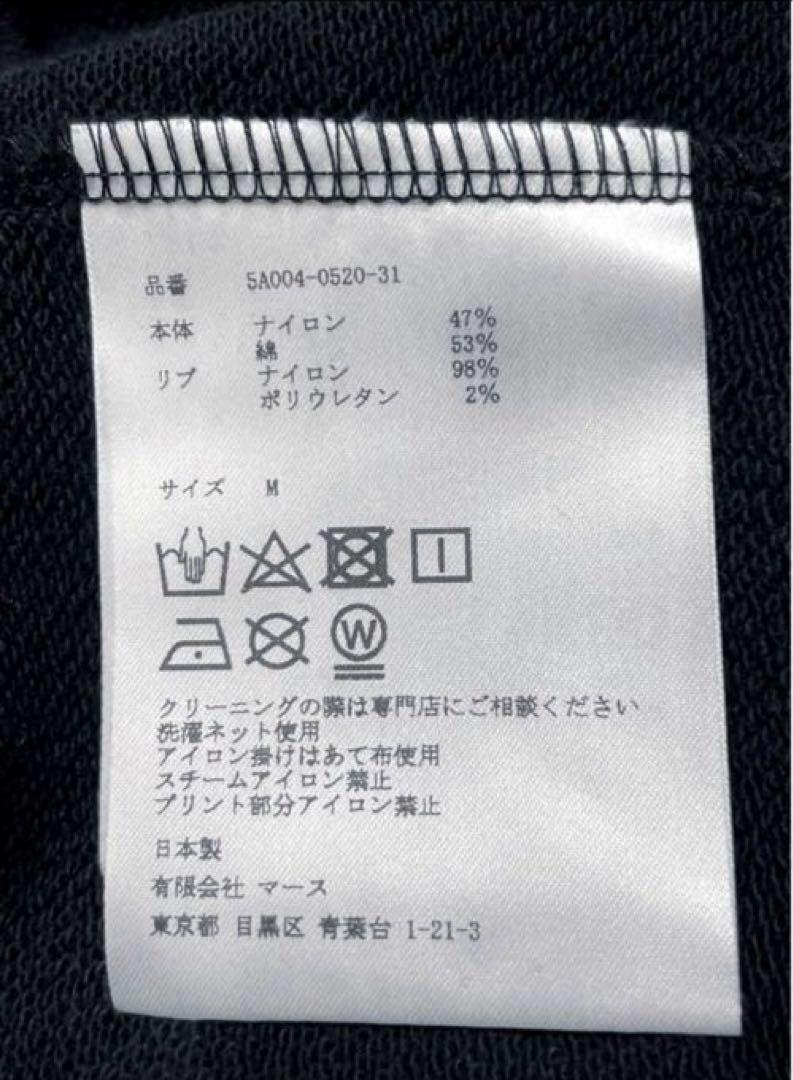 品番 5A004-0520-31
本体 ナイロン 47%
綿 53%
リブ ナイロン 98%
ポリウレタン 2%
サイズ M
W
クリーニングの際は専門店にご相談ください
洗濯ネット使用
アイロン掛けはあて布使用
スチームアイロン禁止
プリント部分アイロン禁止
日本製
有限会社 マース
東京都 目黒区 青葉台 1-21-3